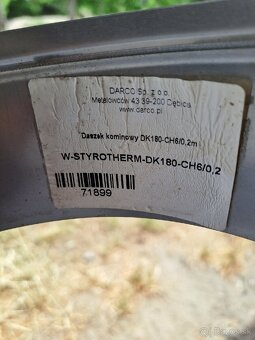 DARCO Sp. z o.o.
Metalowców 43 39-200 Dębica
www.darco.pl
Daszek kominowy DK180-CH6/0,2m
W-STYROTHERM-DK180-CH6/0,2
71899